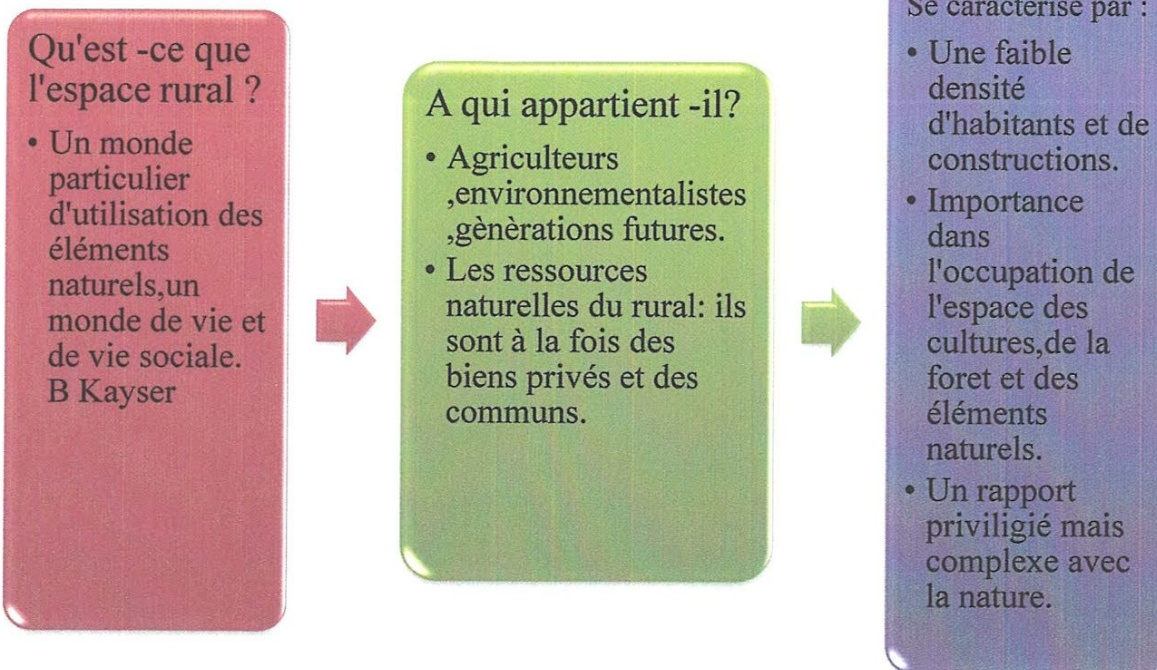 Qu'est -ce que
l'espace rural ?
• Un monde
particulier
d'utilisation des
éléments
naturels,un
monde de vie et
de vie sociale.
B Kayser
A qui appartient -il?
• Agriculteurs
,environnementalistes
,gènèrations futures.
• Les ressources
naturelles du rural: ils
sont à la fois des
biens privés et des
communs.
Se caractérise par :
• Une faible
densité
d'habitants et de
constructions.
• Importance
dans
l'occupation de
l'espace des
cultures,de la
foret et des
éléments
naturels.
• Un rapport
priviligié mais
complexe avec
la nature.